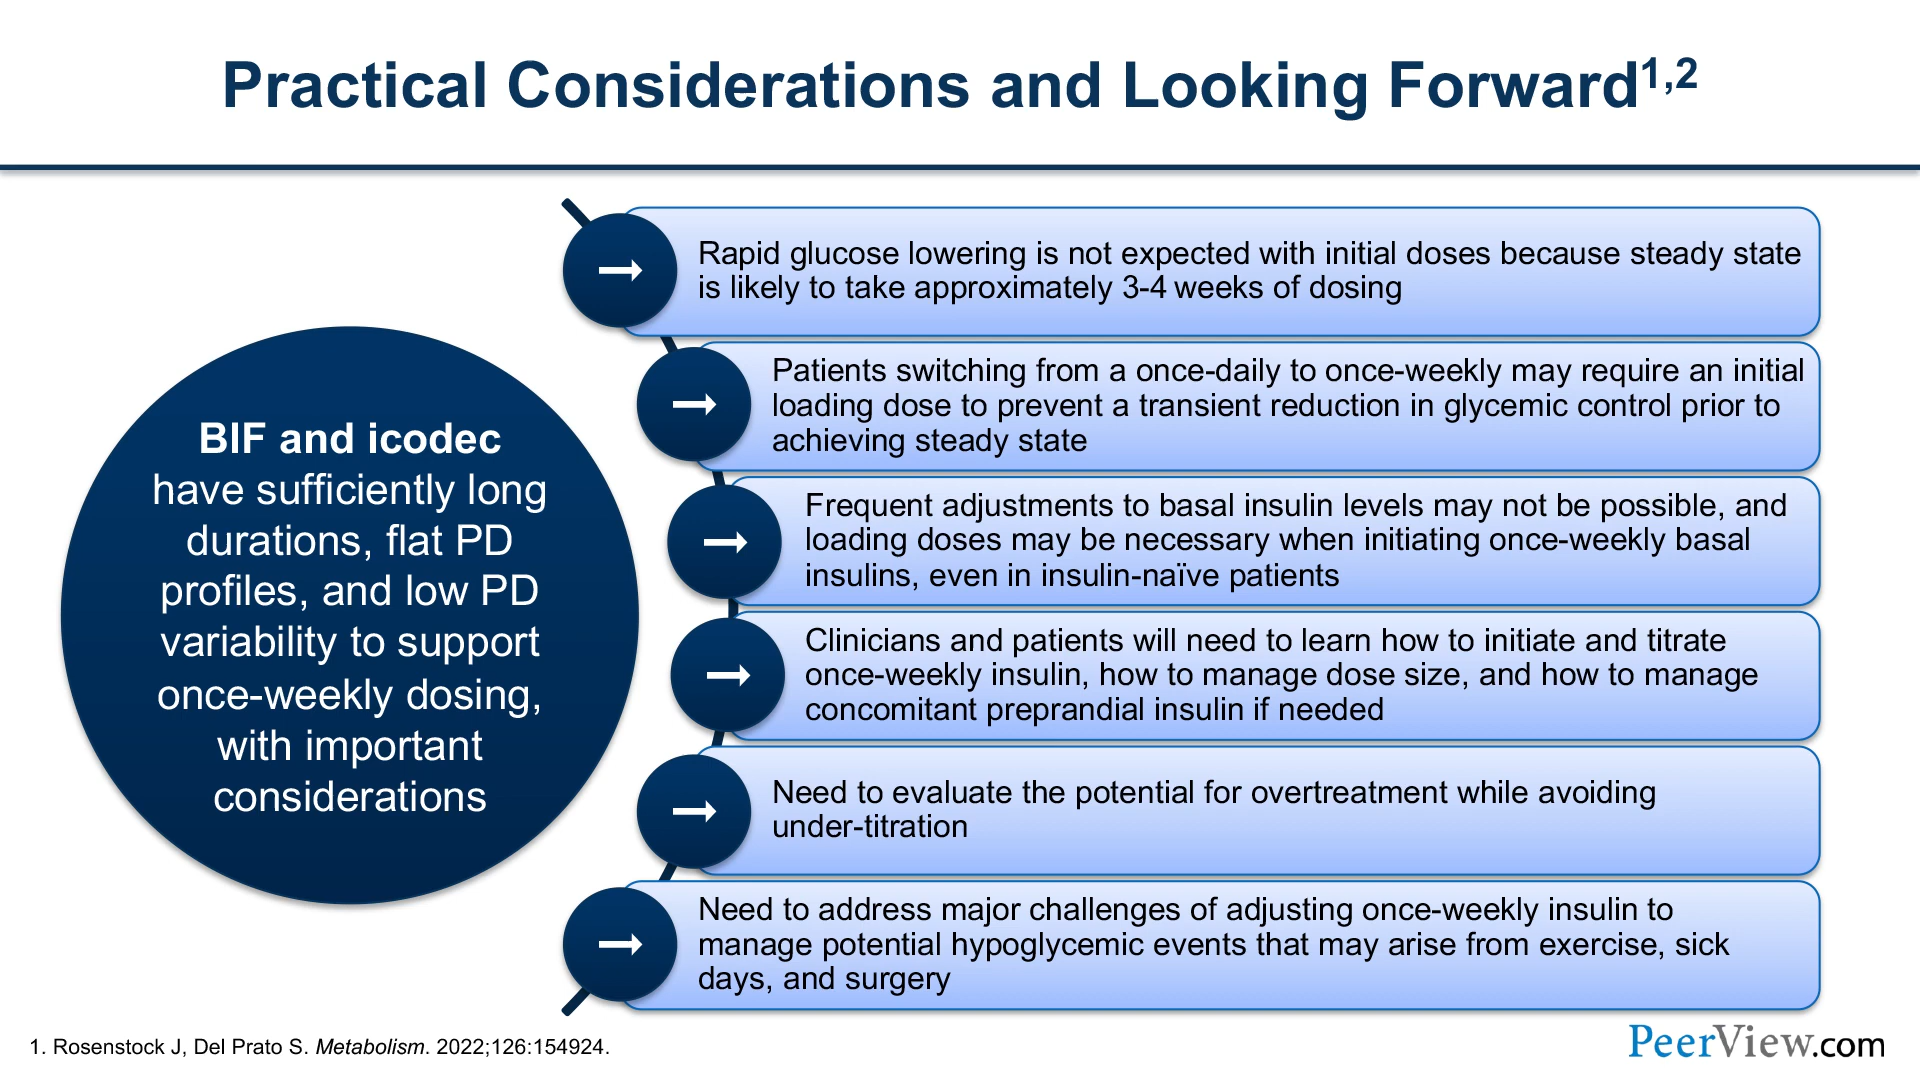 Practical Considerations and Looking Forward1,2
BIF and icodec
have sufficiently long
durations, flat PD
profiles, and low PD
variability to support
once-weekly dosing,
with important
considerations
Rapid glucose lowering is not expected with initial doses because steady state
is likely to take approximately 3-4 weeks of dosing
Patients switching from a once-daily to once-weekly may require an initial
loading dose to prevent a transient reduction in glycemic control prior to
achieving steady state
Frequent adjustments to basal insulin levels may not be possible, and
loading doses may be necessary when initiating once-weekly basal
insulins, even in insulin-naïve patients
Clinicians and patients will need to learn how to initiate and titrate
once-weekly insulin, how to manage dose size, and how to manage
concomitant preprandial insulin if needed
Need to evaluate the potential for overtreatment while avoiding
under-titration
Need to address major challenges of adjusting once-weekly insulin to
manage potential hypoglycemic events that may arise from exercise, sick
days, and surgery
1. Rosenstock J, Del Prato S. Metabolism. 2022;126:154924.
PeerView.com